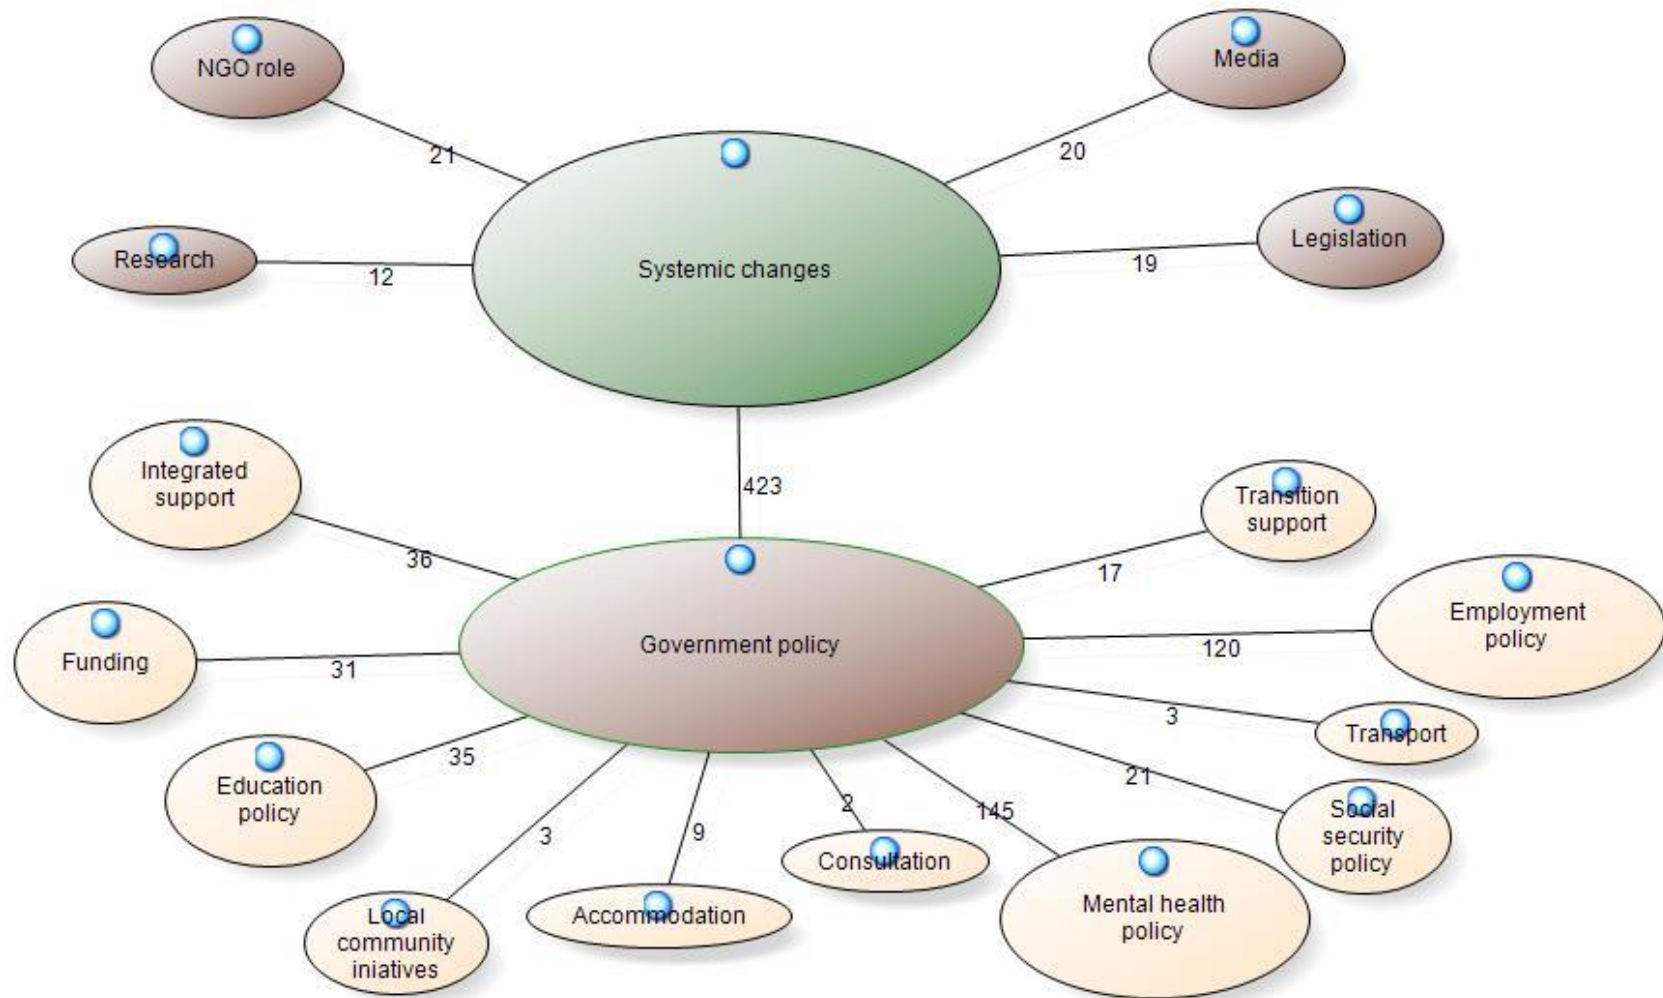 NGO role
Media
21
20
Research
12
Systemic changes
19
Legislation
423
Integrated
support
36
Transition
support
17
Funding
31
Government policy
120
Employment
policy
3
Transport
Education
policy
35
21
Social
security
policy
3
9
2
145
Local
community
iniatives
Accommodation
Consultation
Mental health
policy